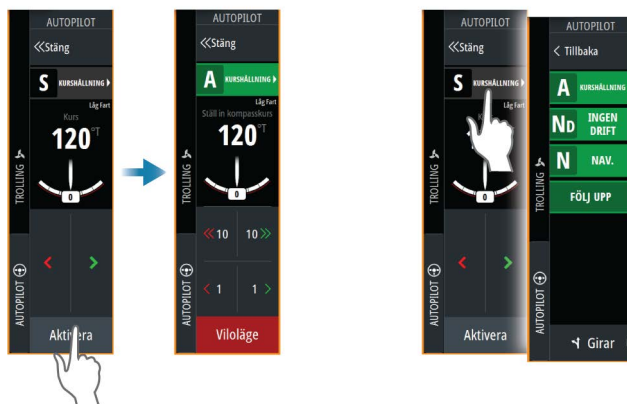 AUTOPILOT
Stäng
S KURSHÅLLNING
Låg Fart
Kurs
120°T
0
TROLLING
AUTOPILOT
Aktivera
AUTOPILOT
Stäng
A KURSHÅLLNING
Låg Fart
Ställ in kompasskurs
120°T
0
10 10
1 1
TROLLING
AUTOPILOT
Viloläge
AUTOPILOT
Stäng
S KURSHÅLLNING
Låg Fart
0
TROLLING
AUTOPILOT
Aktivera
AUTOPILOT
Tillbaka
A KURSHÅLLNING
ND INGEN
DRIFT
N NAV.
FÖLJ UPP
TROLLING
AUTOPILOT
Girar